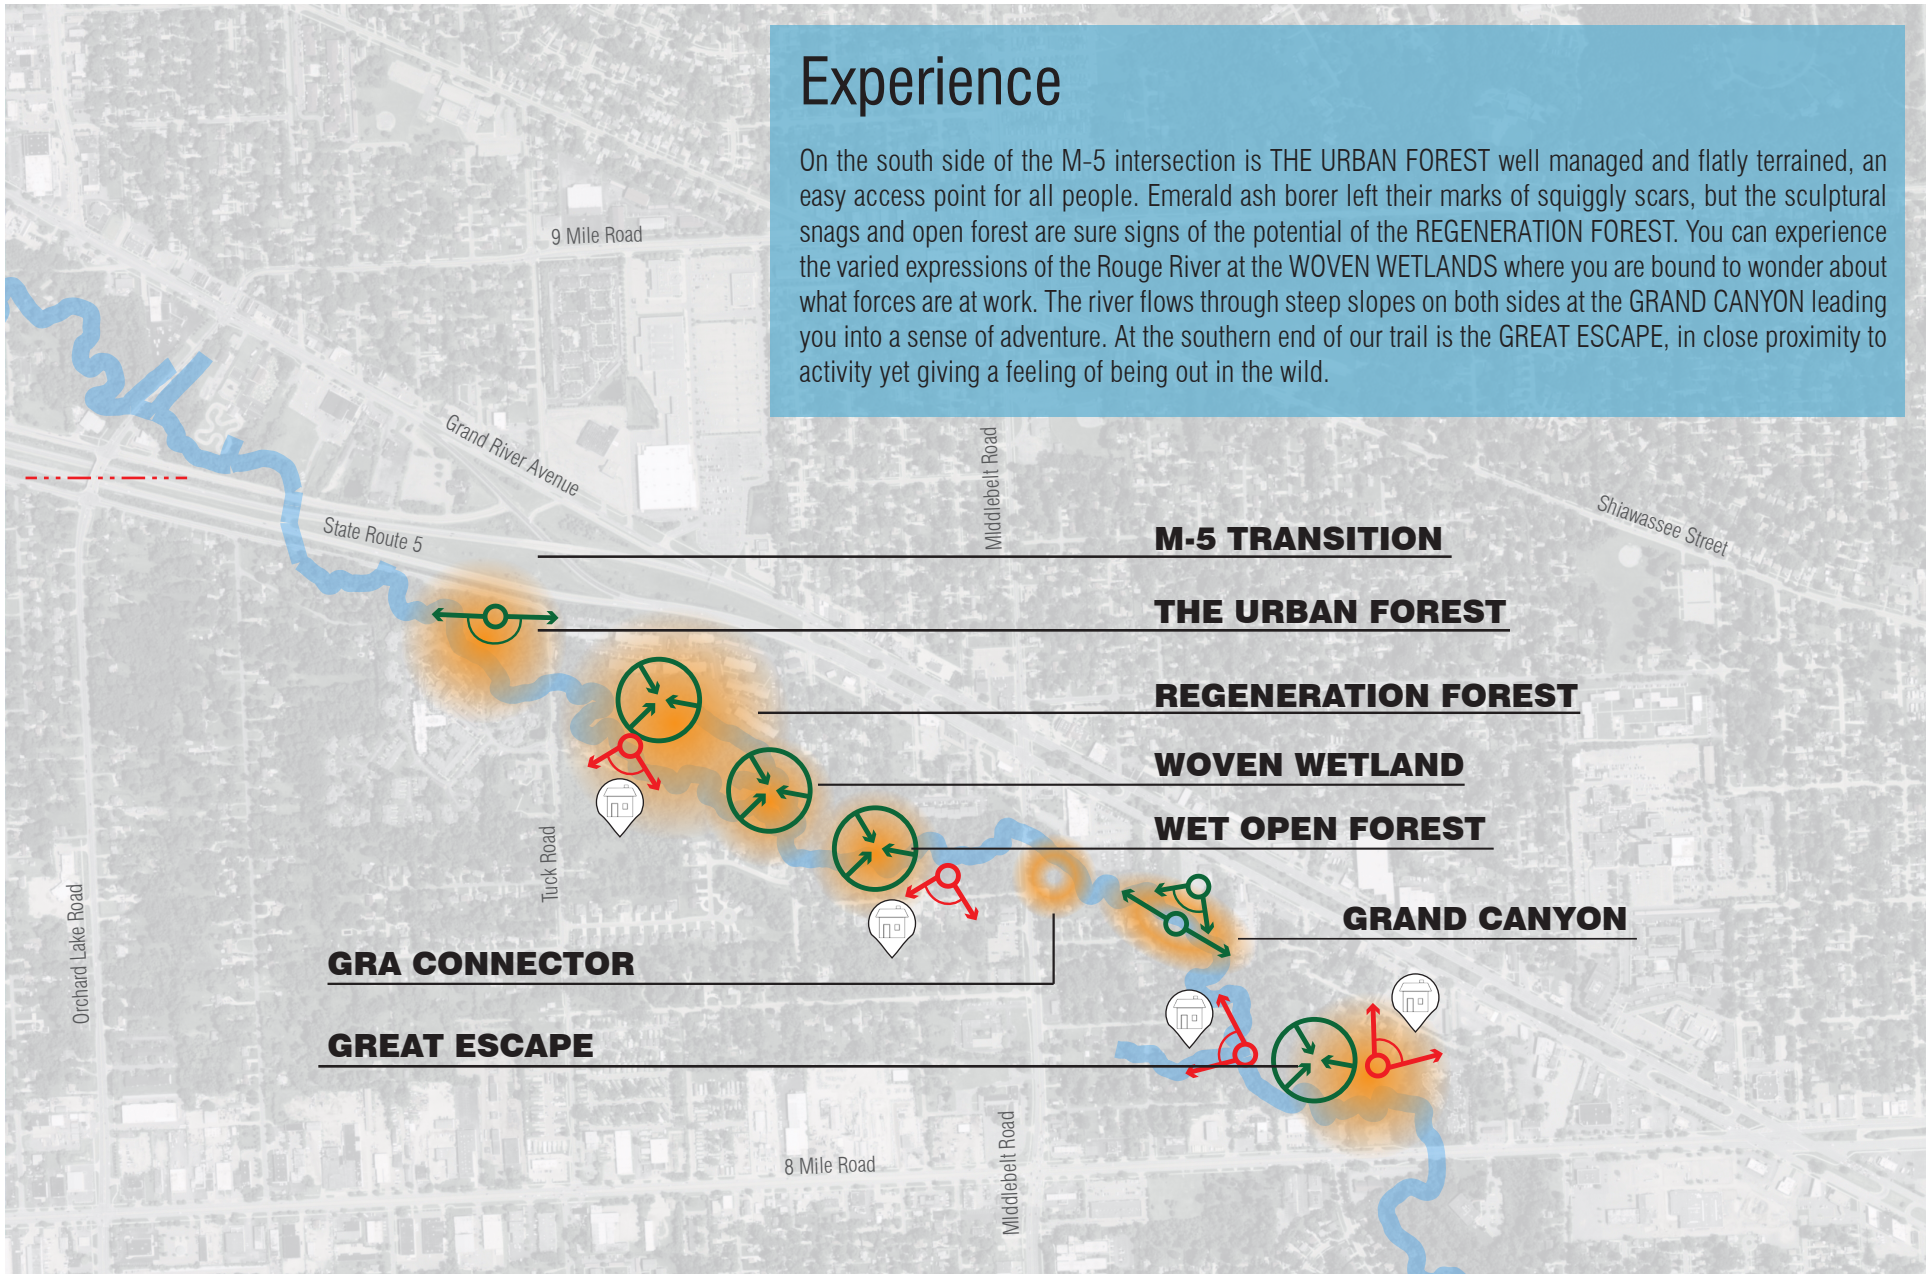 Experience
On the south side of the M-5 intersection is THE URBAN FOREST well managed and flatly terrained, an
easy access point for all people. Emerald ash borer left their marks of squiggly scars, but the sculptural
snags and open forest are sure signs of the potential of the REGENERATION FOREST. You can experience
the varied expressions of the Rouge River at the WOVEN WETLANDS where you are bound to wonder about
what forces are at work. The river flows through steep slopes on both sides at the GRAND CANYON leading
you into a sense of adventure. At the southern end of our trail is the GREAT ESCAPE, in close proximity to
activity yet giving a feeling of being out in the wild.
9 Mile Road
Grand River Avenue
MIddlebelt Road
Shiawassee Street
State Route 5
M-5 TRANSITION
THE URBAN FOREST
REGENERATION FOREST
WOVEN WETLAND
WET OPEN FOREST
Tuck Road
Orchard Lake Road
GRAND CANYON
GRA CONNECTOR
GREAT ESCAPE
MIddlebelt Road
8 Mile Road